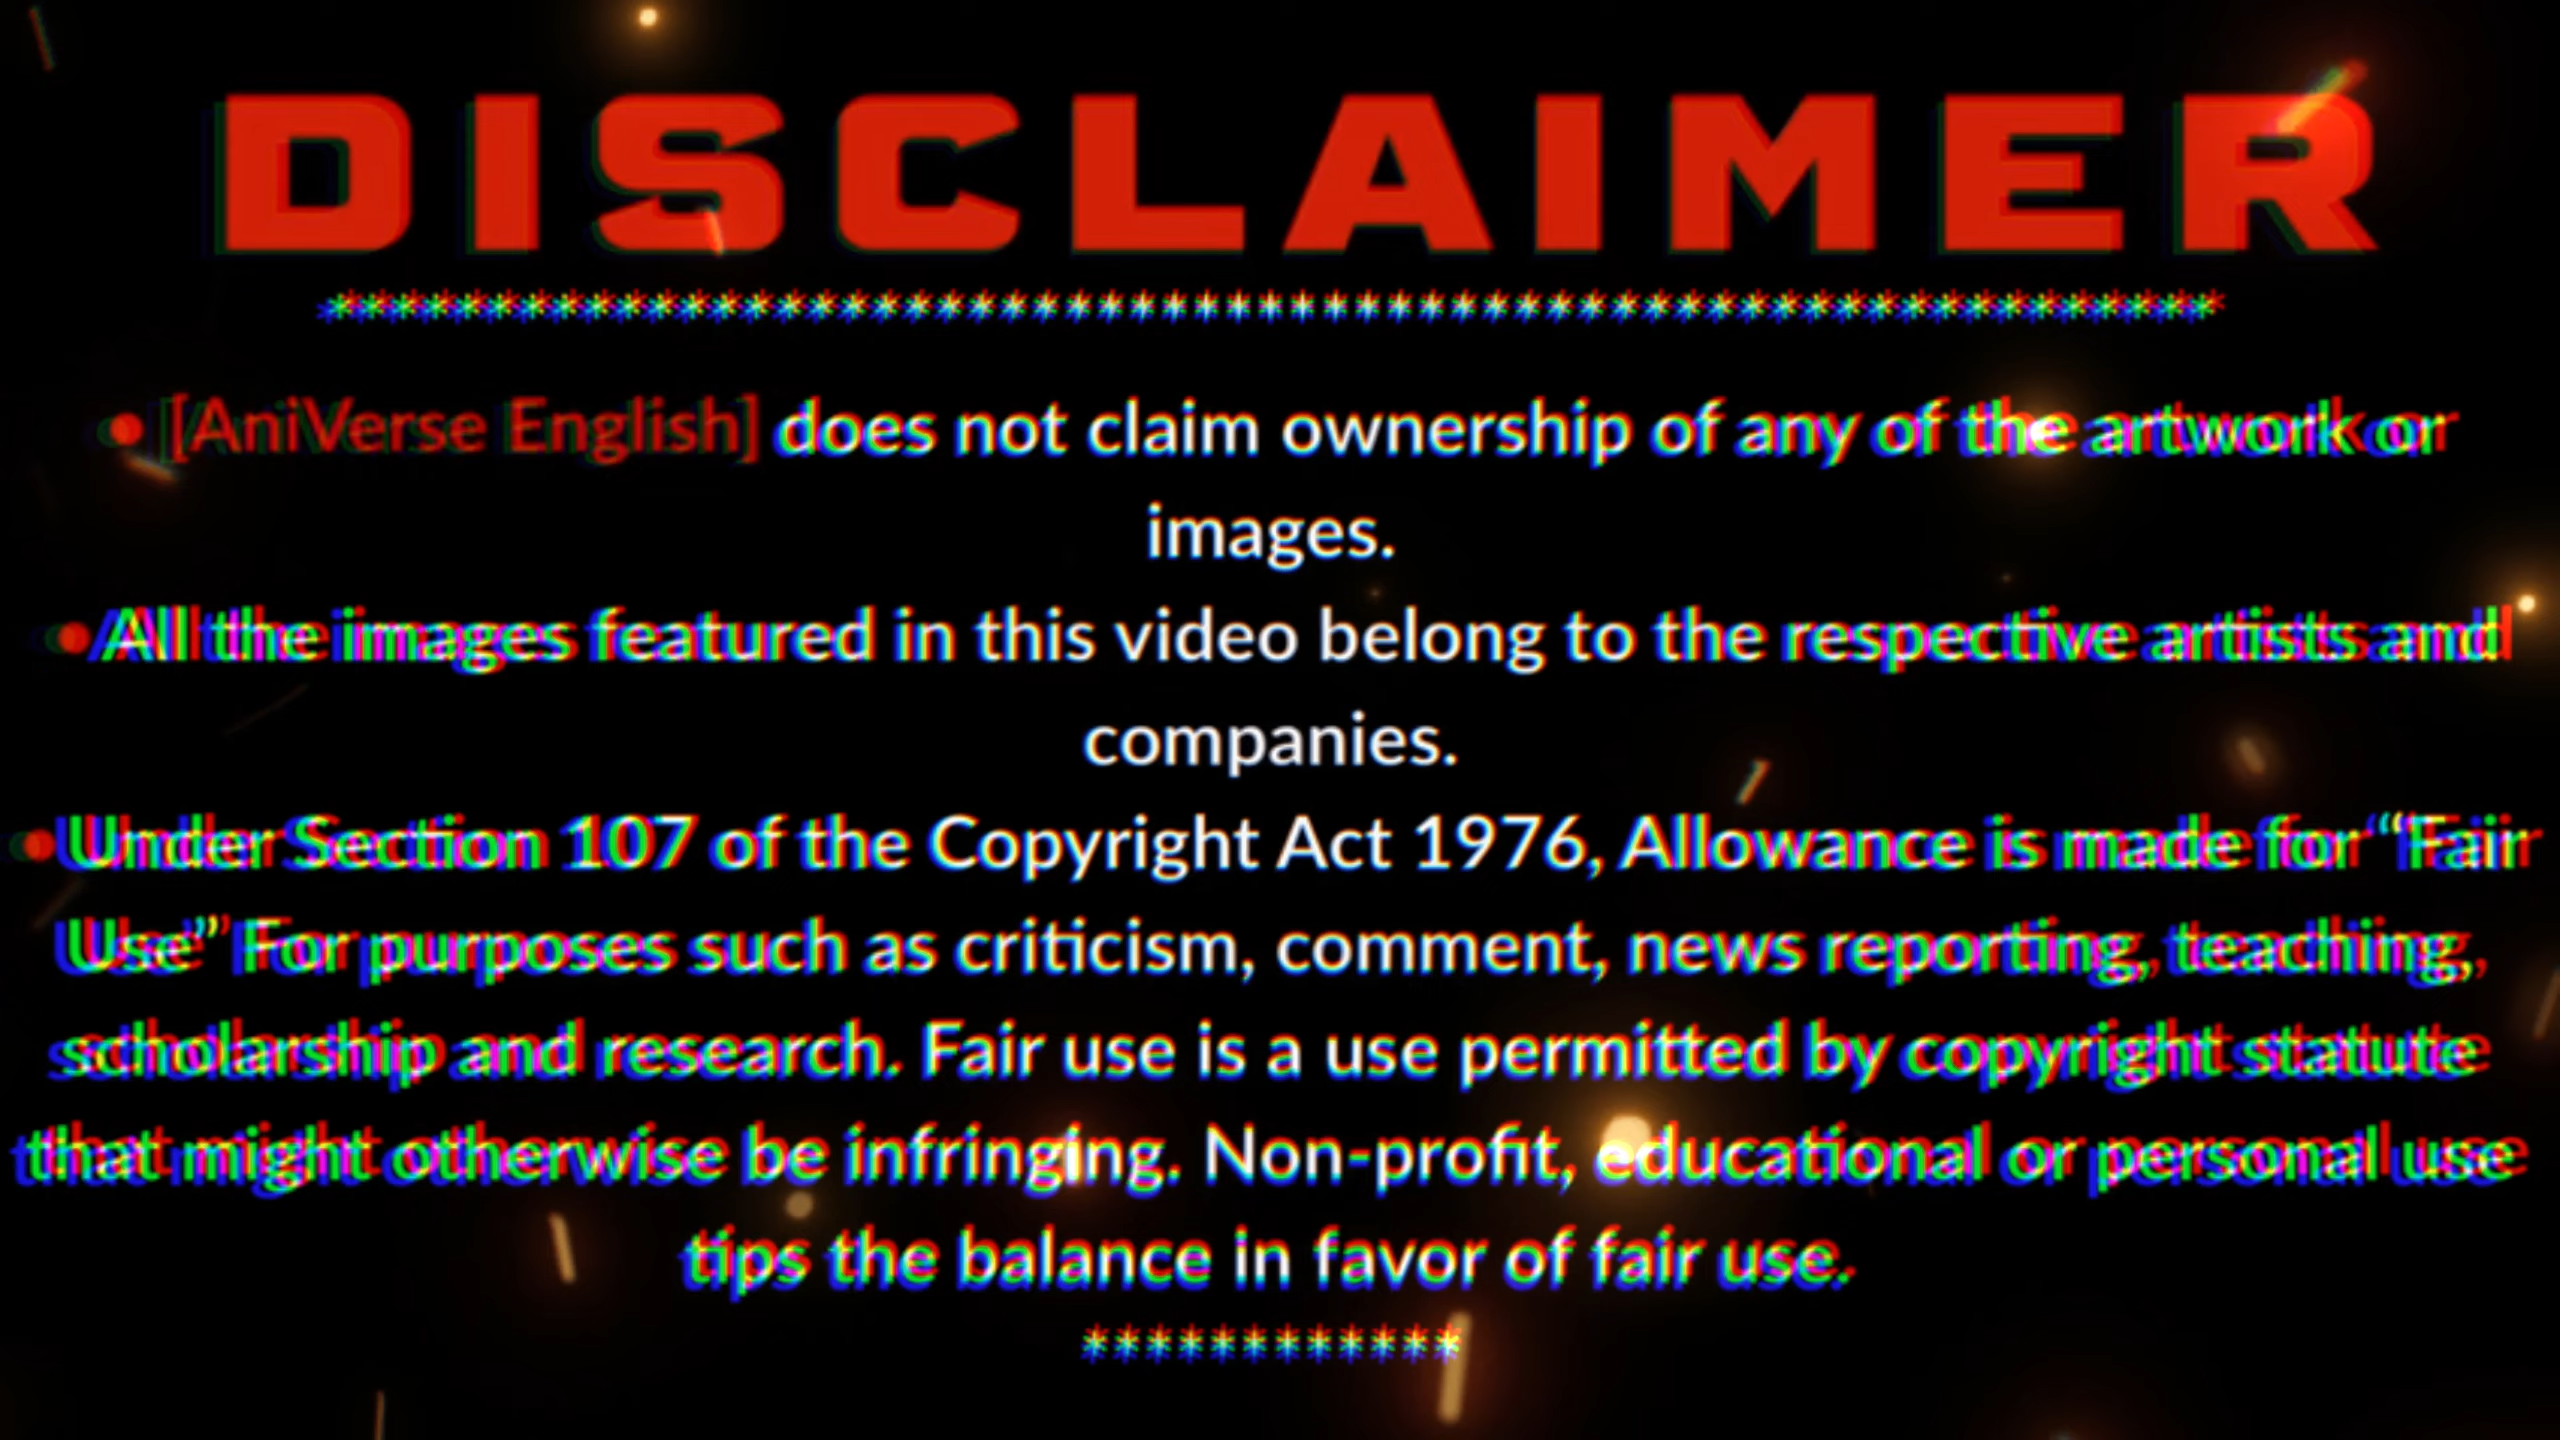 DISCLAIMER
************************************************************
• [AniVerse English] does not claim ownership of any of the artwork or
images.
• All the images featured in this video belong to the respective artists and
companies.
• Under Section 107 of the Copyright Act 1976, Allowance is made for “Fair
Use” For purposes such as criticism, comment, news reporting, teaching,
scholarship and research. Fair use is a use permitted by copyright statute
that might otherwise be infringing. Non-profit, educational or personal use
tips the balance in favor of fair use.
************